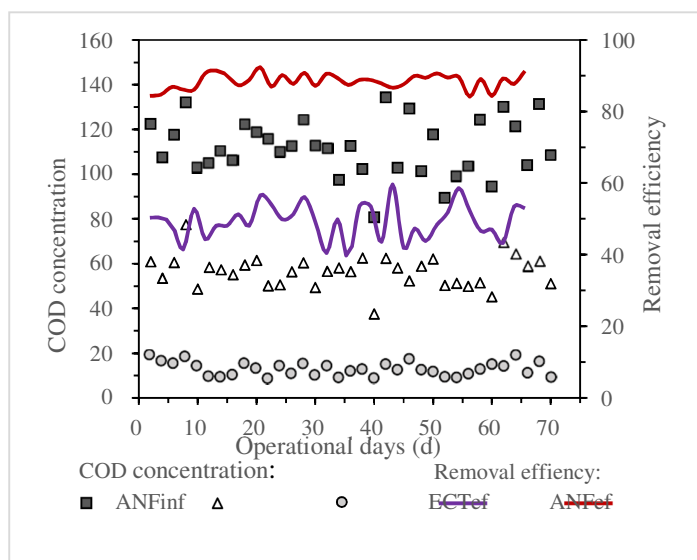 160 100
140
120 80
100
60
80
60 40
40
20
20
0 0
0 10 20 30 40 50 60 70
COD concentration
Removal efficiency
Operational days (d)
COD concentration: Removal effiency:
ANFinf ECTef ANFef